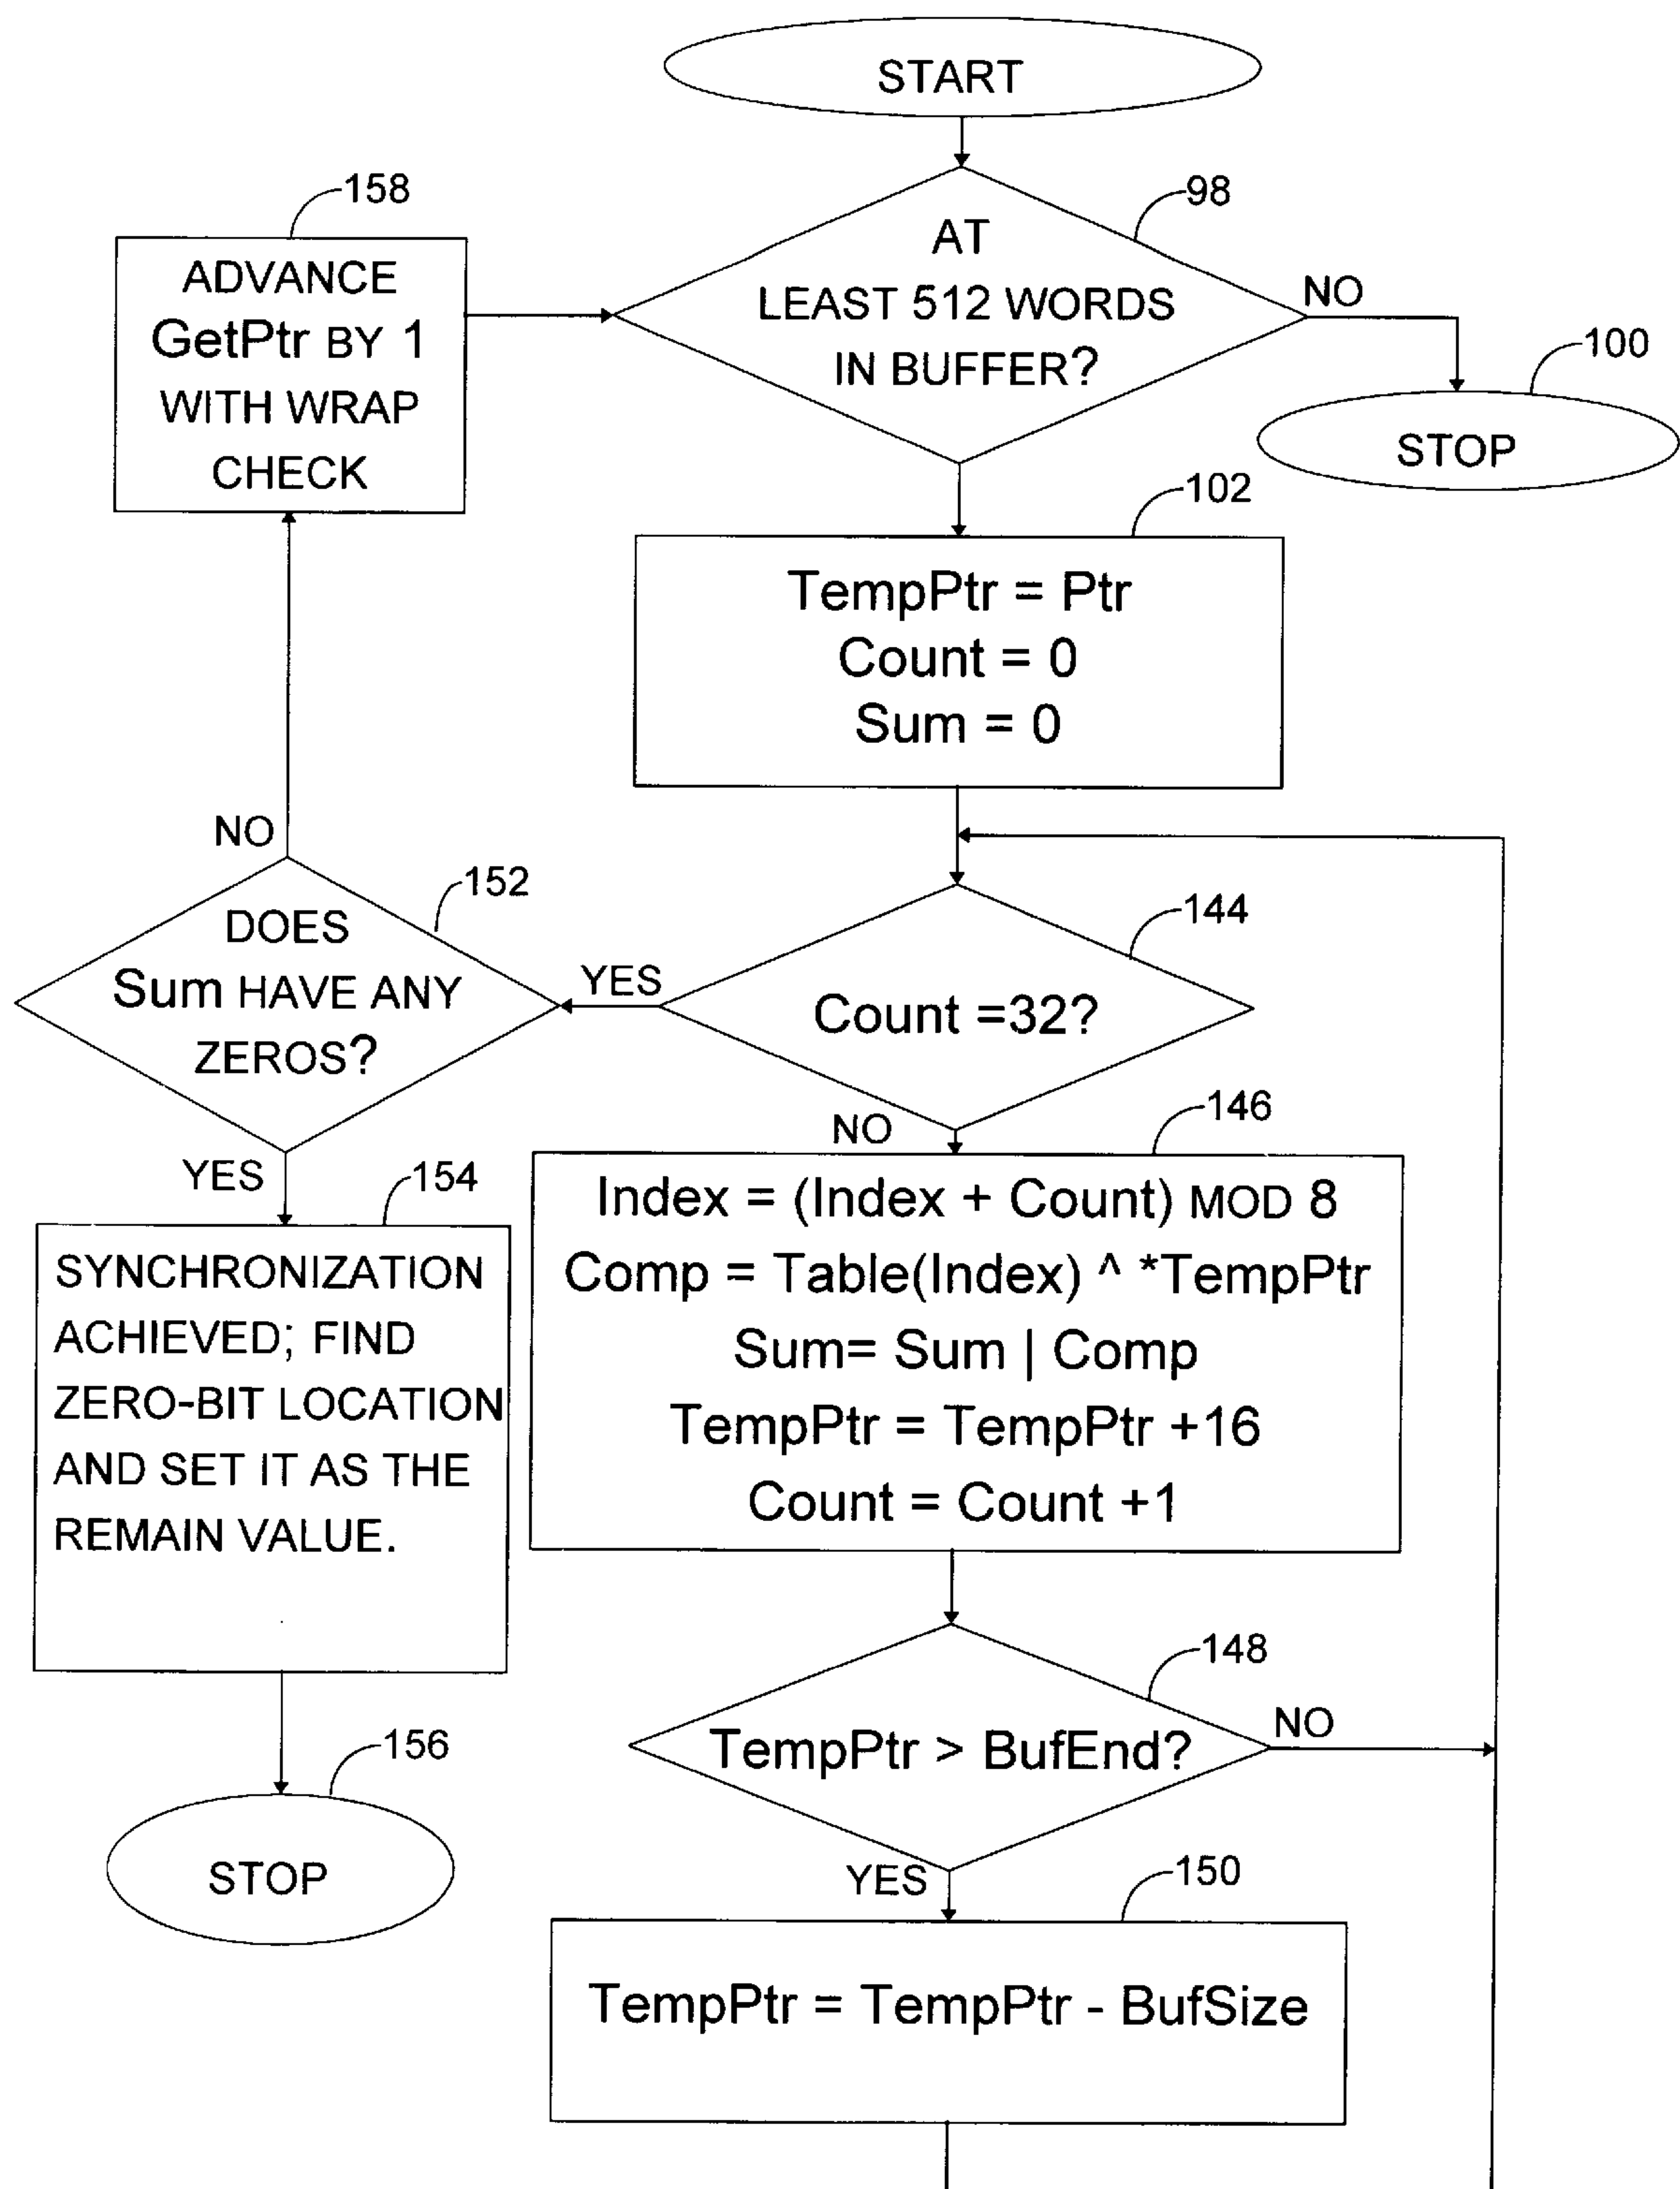 START
98
AT
LEAST 512 WORDS
IN BUFFER?
NO
100
STOP
158
ADVANCE
GetPtr BY 1
WITH WRAP
CHECK
102
TempPtr = Ptr
Count = 0
Sum = 0
144
Count =32?
YES
NO
152
DOES
Sum HAVE ANY
ZEROS?
NO
YES
154
SYNCHRONIZATION
ACHIEVED; FIND
ZERO-BIT LOCATION
AND SET IT AS THE
REMAIN VALUE.
156
STOP
146
Index = (Index + Count) MOD 8
Comp = Table(Index) ^ *TempPtr
Sum= Sum | Comp
TempPtr = TempPtr +16
Count = Count +1
148
TempPtr > BufEnd?
NO
YES
150
TempPtr = TempPtr - BufSize